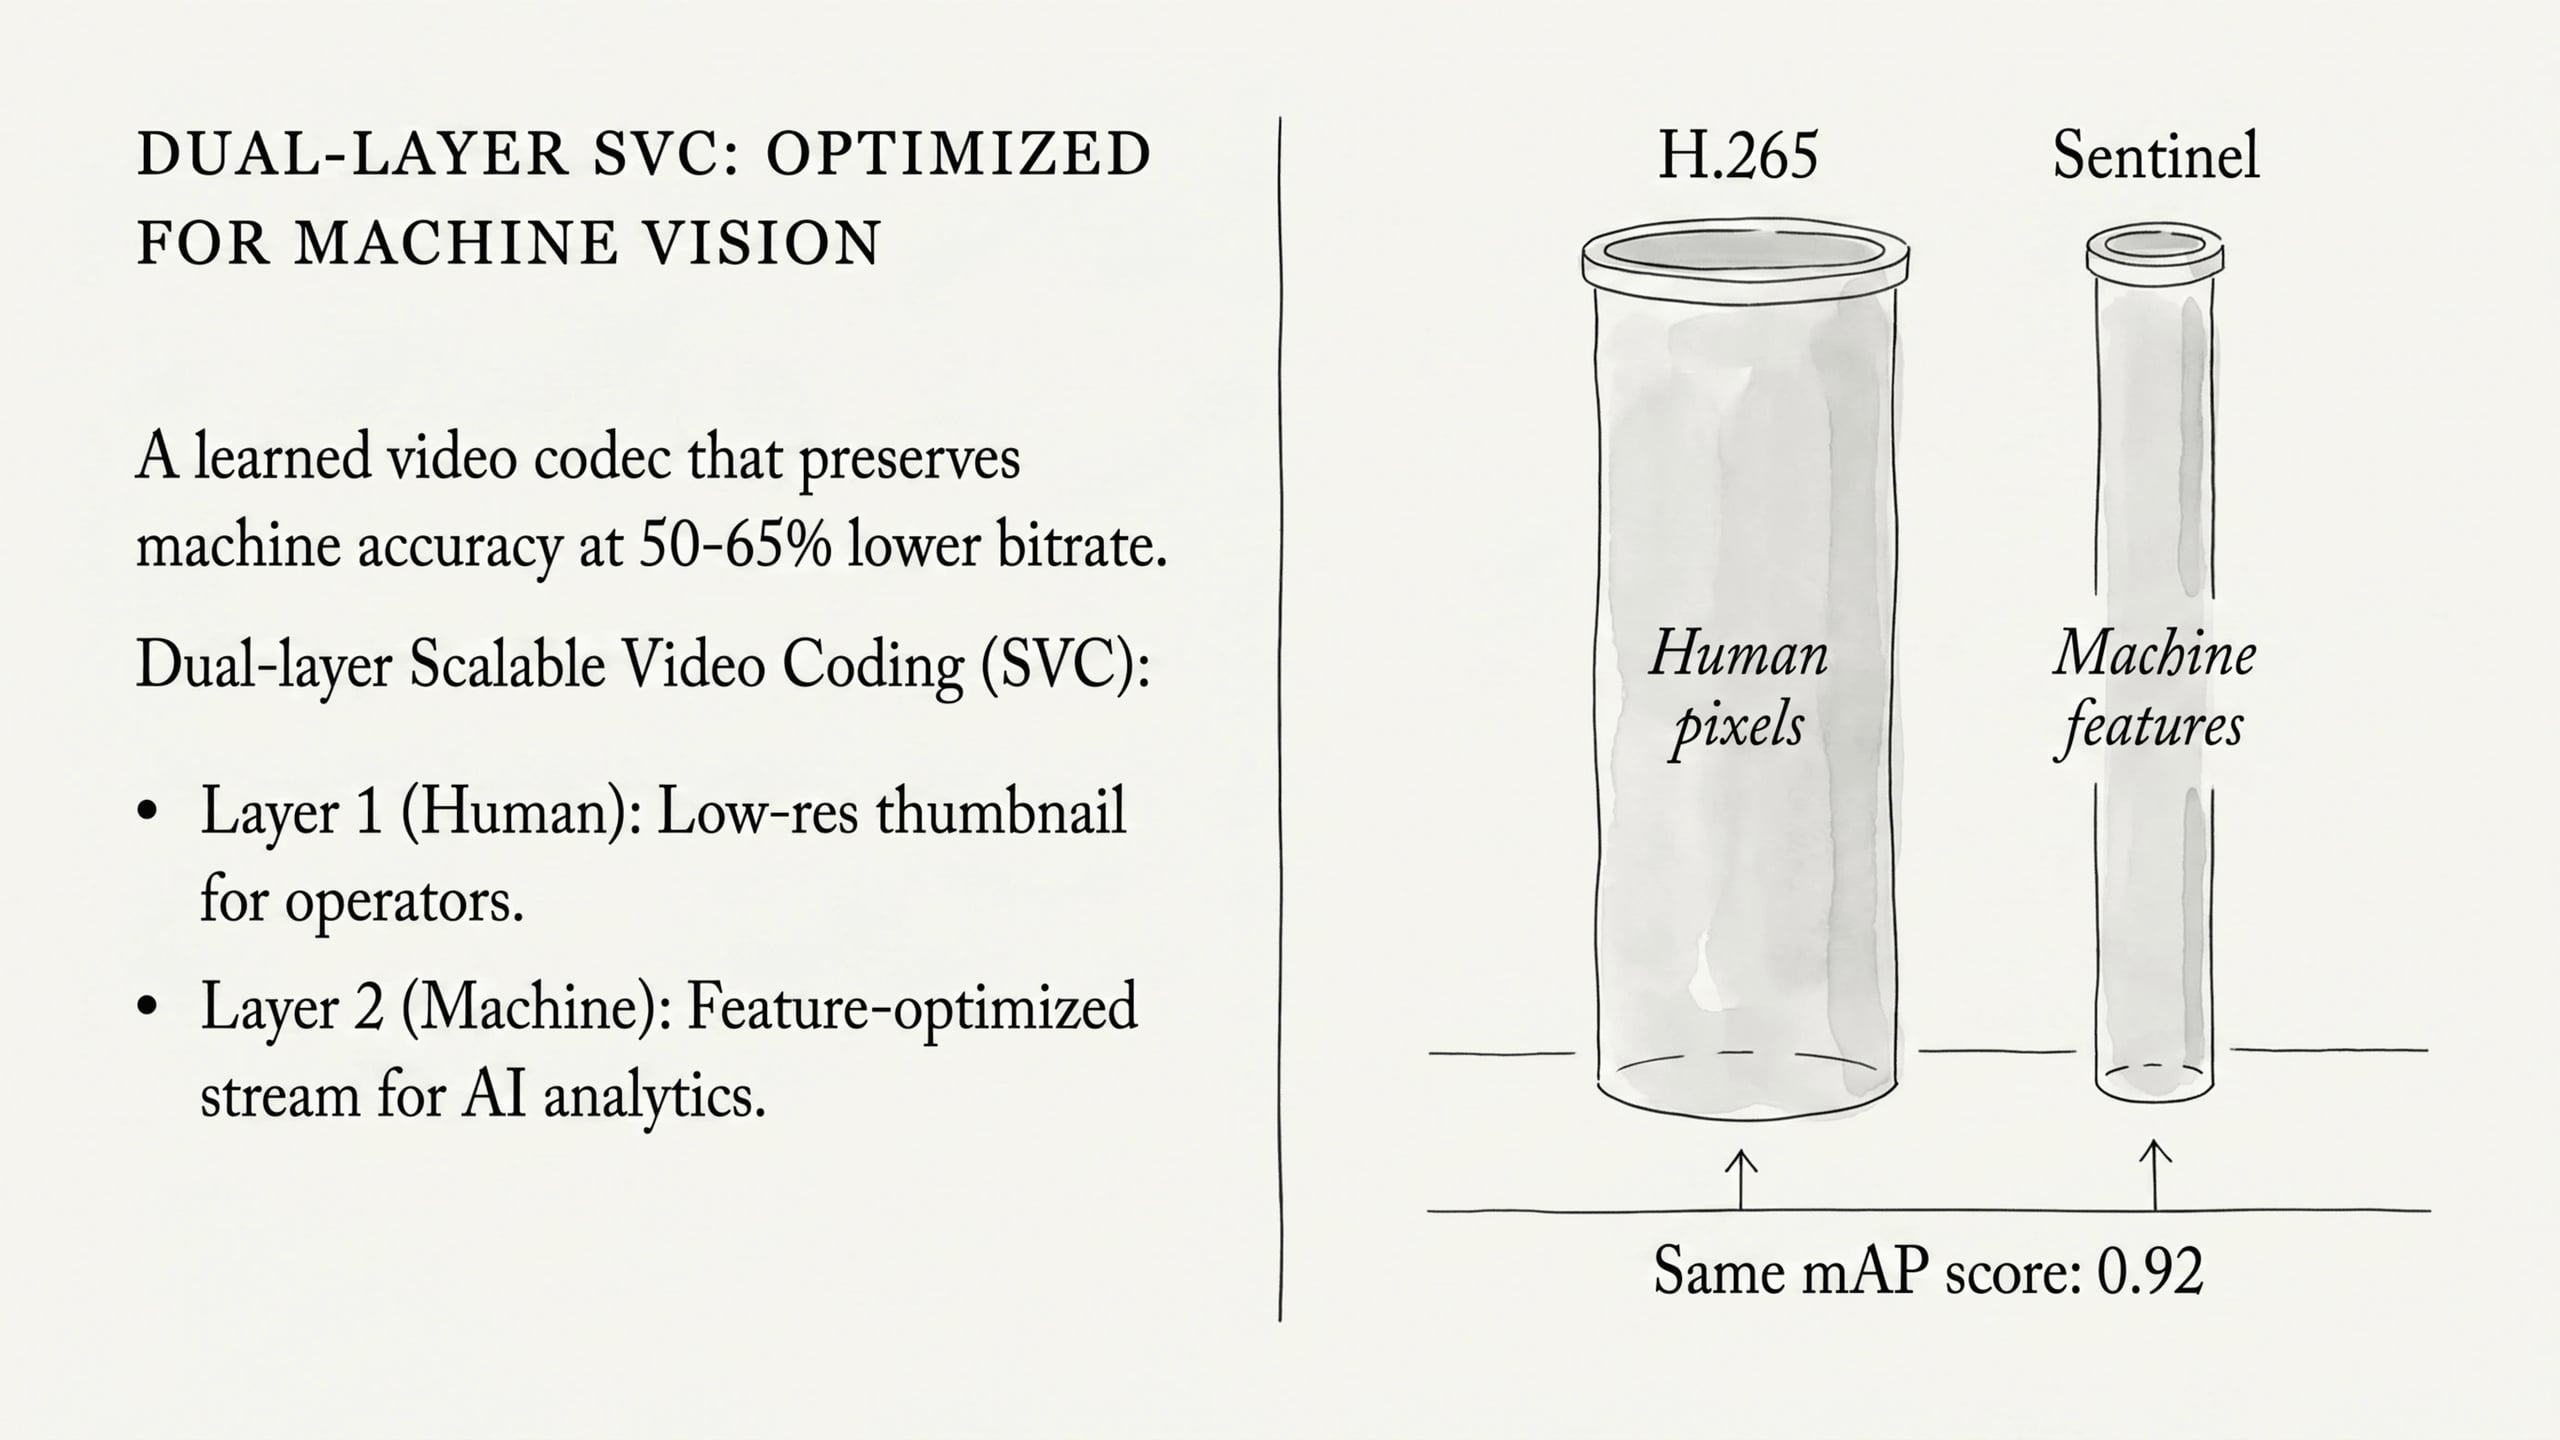 DUAL-LAYER SVC: OPTIMIZED
FOR MACHINE VISION
A learned video codec that preserves
machine accuracy at 50-65% lower bitrate.
Dual-layer Scalable Video Coding (SVC):
• Layer 1 (Human): Low-res thumbnail
for operators.
• Layer 2 (Machine): Feature-optimized
stream for AI analytics.
H.265
Human
pixels
Sentinel
Machine
features
Same mAP score: 0.92